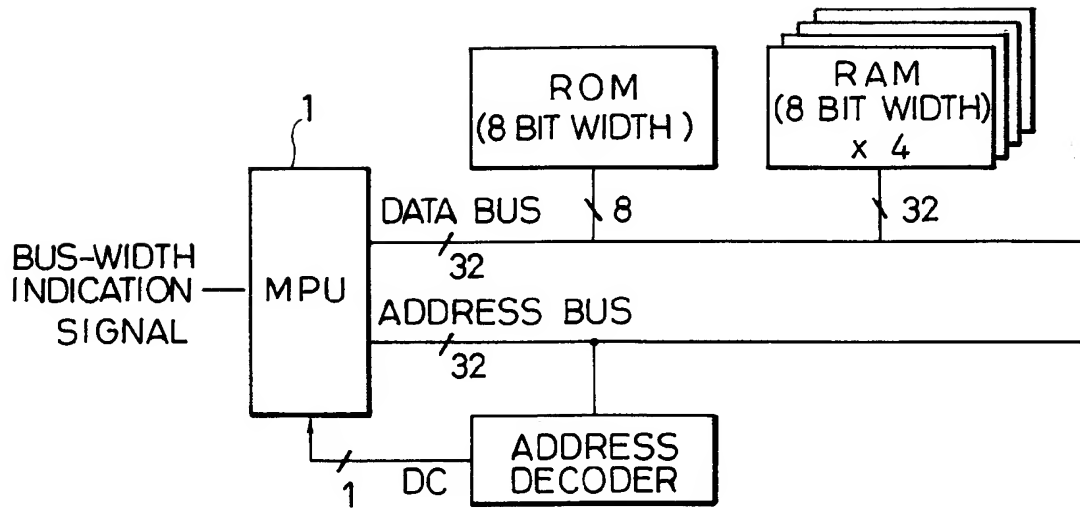 ROM
(8 BIT WIDTH)
RAM
(8 BIT WIDTH)
x 4
1
DATA BUS
8
32
32
BUS-WIDTH
INDICATION
SIGNAL
MPU
ADDRESS BUS
32
ADDRESS
DECODER
DC
1